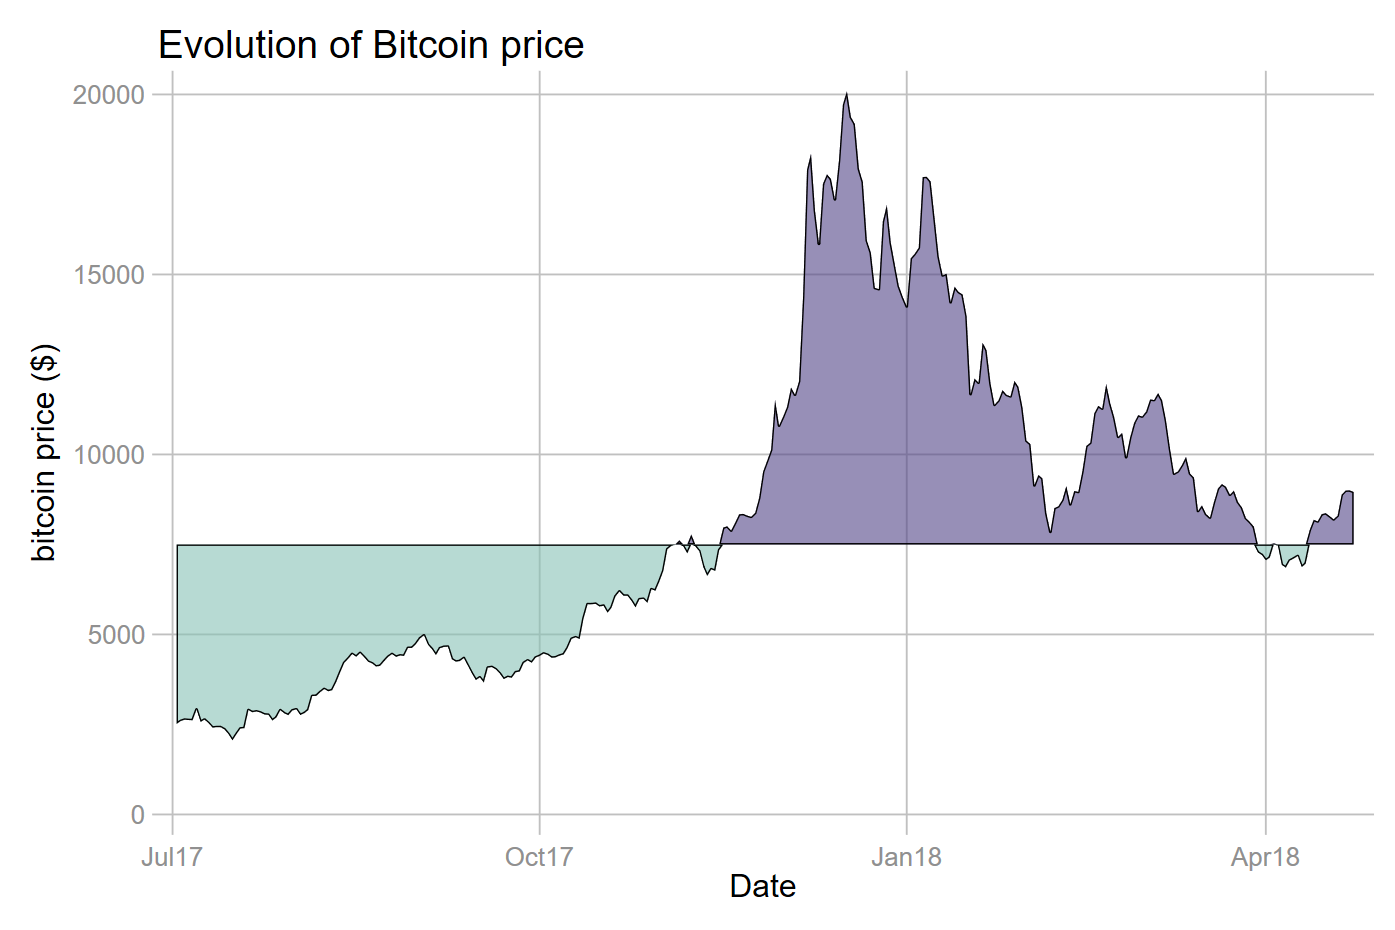 Evolution of Bitcoin price
20000
15000
10000
5000
0
bitcoin price ($)
Jul17 Oct17 Jan18 Apr18
Date